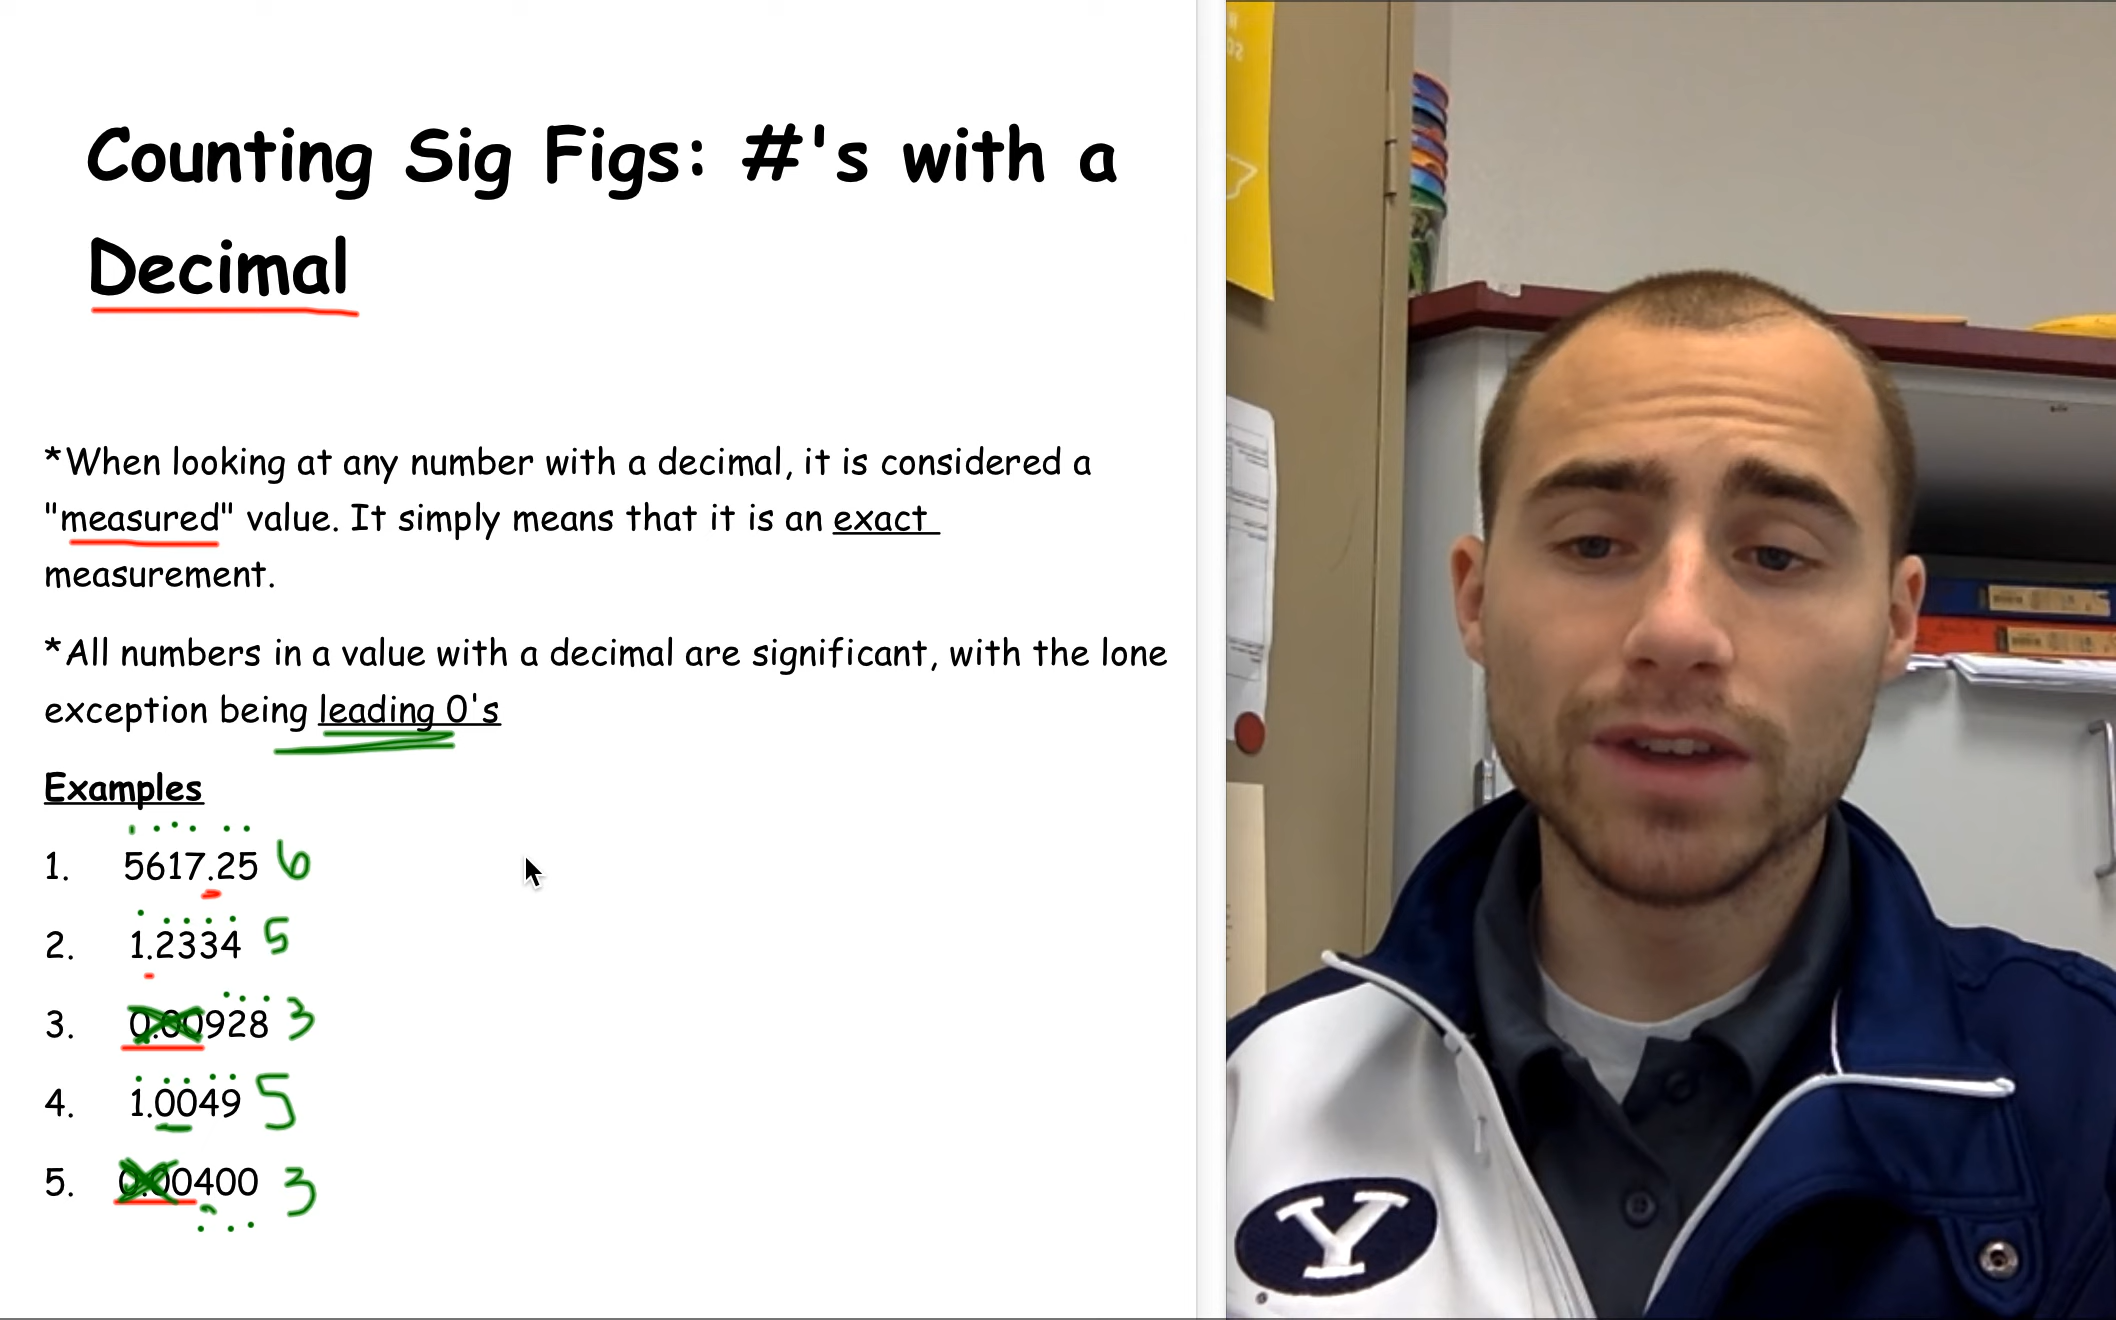 Counting Sig Figs: #'s with a
Decimal
*When looking at any number with a decimal, it is considered a
"measured" value. It simply means that it is an exact
measurement.
*All numbers in a value with a decimal are significant, with the lone
exception being leading 0's
Examples
1. 5617.25 6
2. 1.2334 5
3. 0.00928 3
4. 1.0049 5
5. 0.00400 3
Y